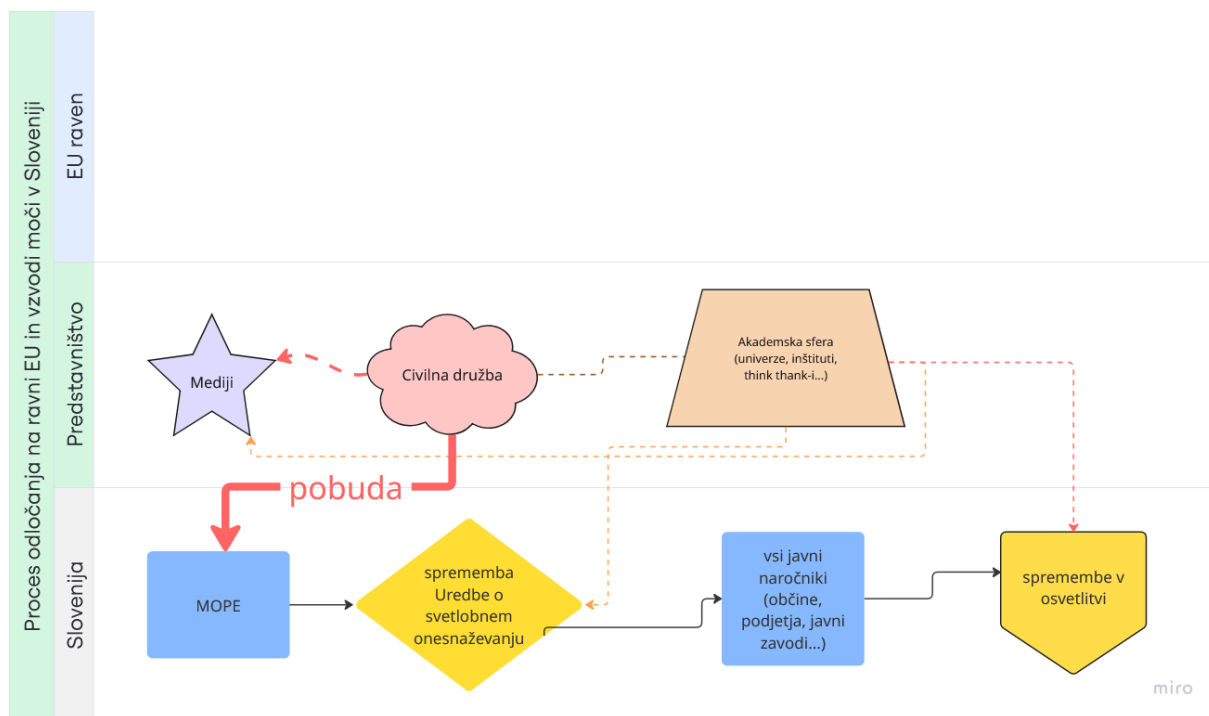 Proces odločanja na ravni EU in vzvodi moči v Sloveniji
EU raven
Predstavništvo
Slovenija
Mediji
Civilna družba
Akademska sfera
(univerze, inštituti,
think thank-i...)
pobuda
MOPE
sprememba
Uredbe o
svetlobnem
onesnaževanju
vsi javni
naročniki
(občine,
podjetja, javni
zavodi...)
spremembe v
osvetlitvi
miro